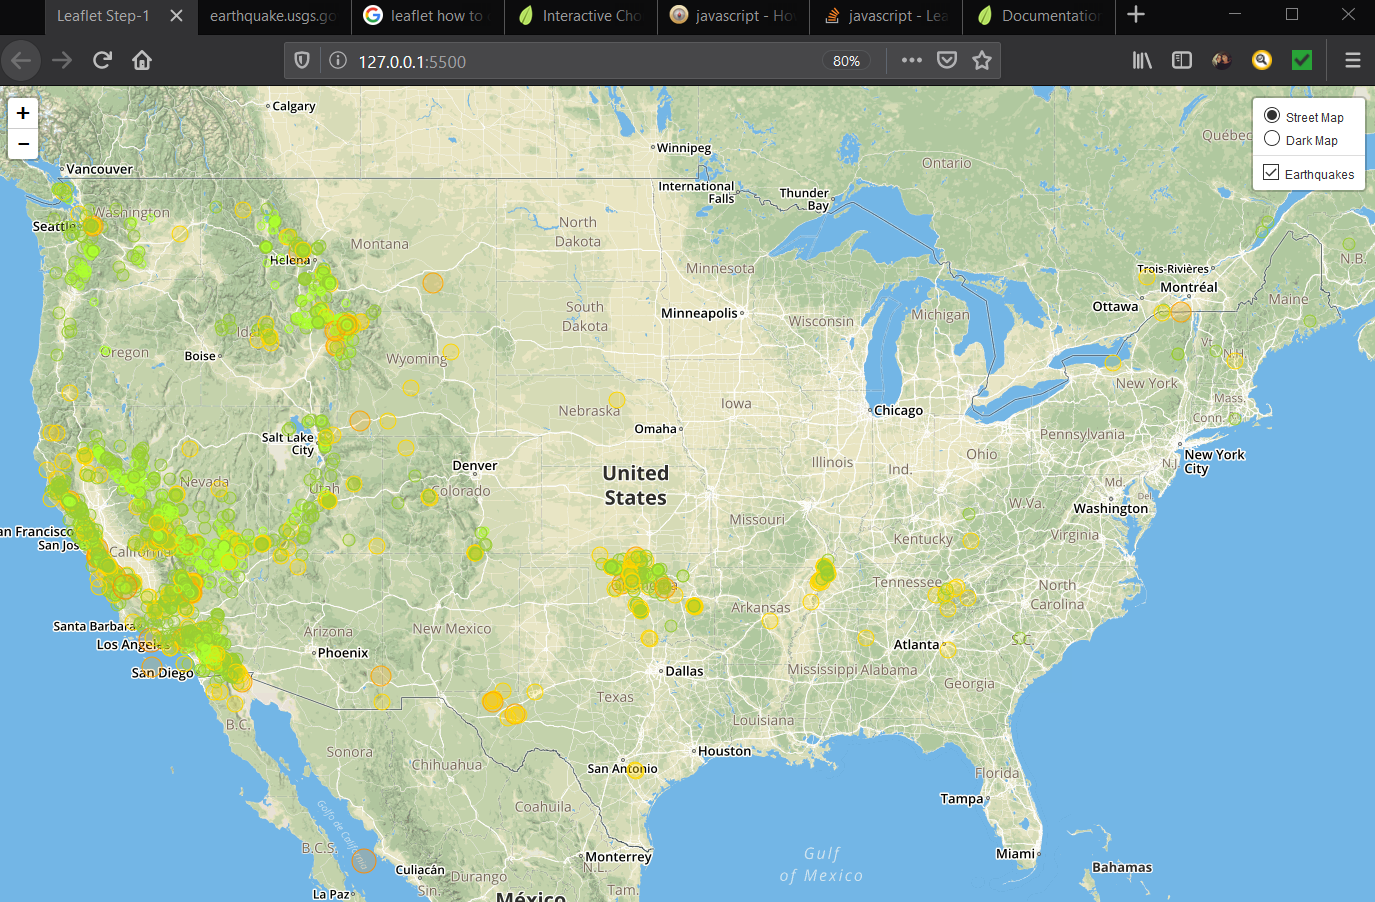 Leaflet Step-1
earthquake.usgs.go
leaflet how to
Interactive Cho
javascript - Ho
javascript - Lea
Documentation
127.0.0.1:5500
80%
+
−
Street Map
Dark Map
Earthquakes
Calgary
Winnipeg
Ontario
Québec
Vancouver
International
Falls
Thunder
Bay
Washington
Seattle
Montana
North
Dakota
Helena
Minnesota
Trois-Rivières
N.B.
Montréal
Ottawa
Maine
South
Dakota
Minneapolis
Wisconsin
Michigan
Oregon
Boise
Wyoming
Vt.
N.H.
New York
Nebraska
Iowa
Chicago
Mass.
Conn.
Omaha
Pennsylvania
Salt Lake
City
Denver
Illinois
Ind.
Ohio
New York
City
N.J.
United
States
Nevada
Utah
Colorado
Md.
Del
W.Va.
Washington
Missouri
an Francisco
San Jos
California
Kentucky
Virginia
Tennessee
North
Carolina
Arkansas
Santa Barbara
Los Angeles
Arizona
New Mexico
Phoenix
Atlanta
S.C.
San Diego
Dallas
Mississippi
Alabama
Georgia
Texas
B.C.
Louisiana
Sonora
Chihuahua
Houston
San Antonio
Florida
Coahuila
Tampa
Golfo de California
B.C.S.
Culiacán
Sin.
Durango
Monterrey
N.L.
Gulf
of Mexico
Miami
Bahamas
La Paz
México
Tam.